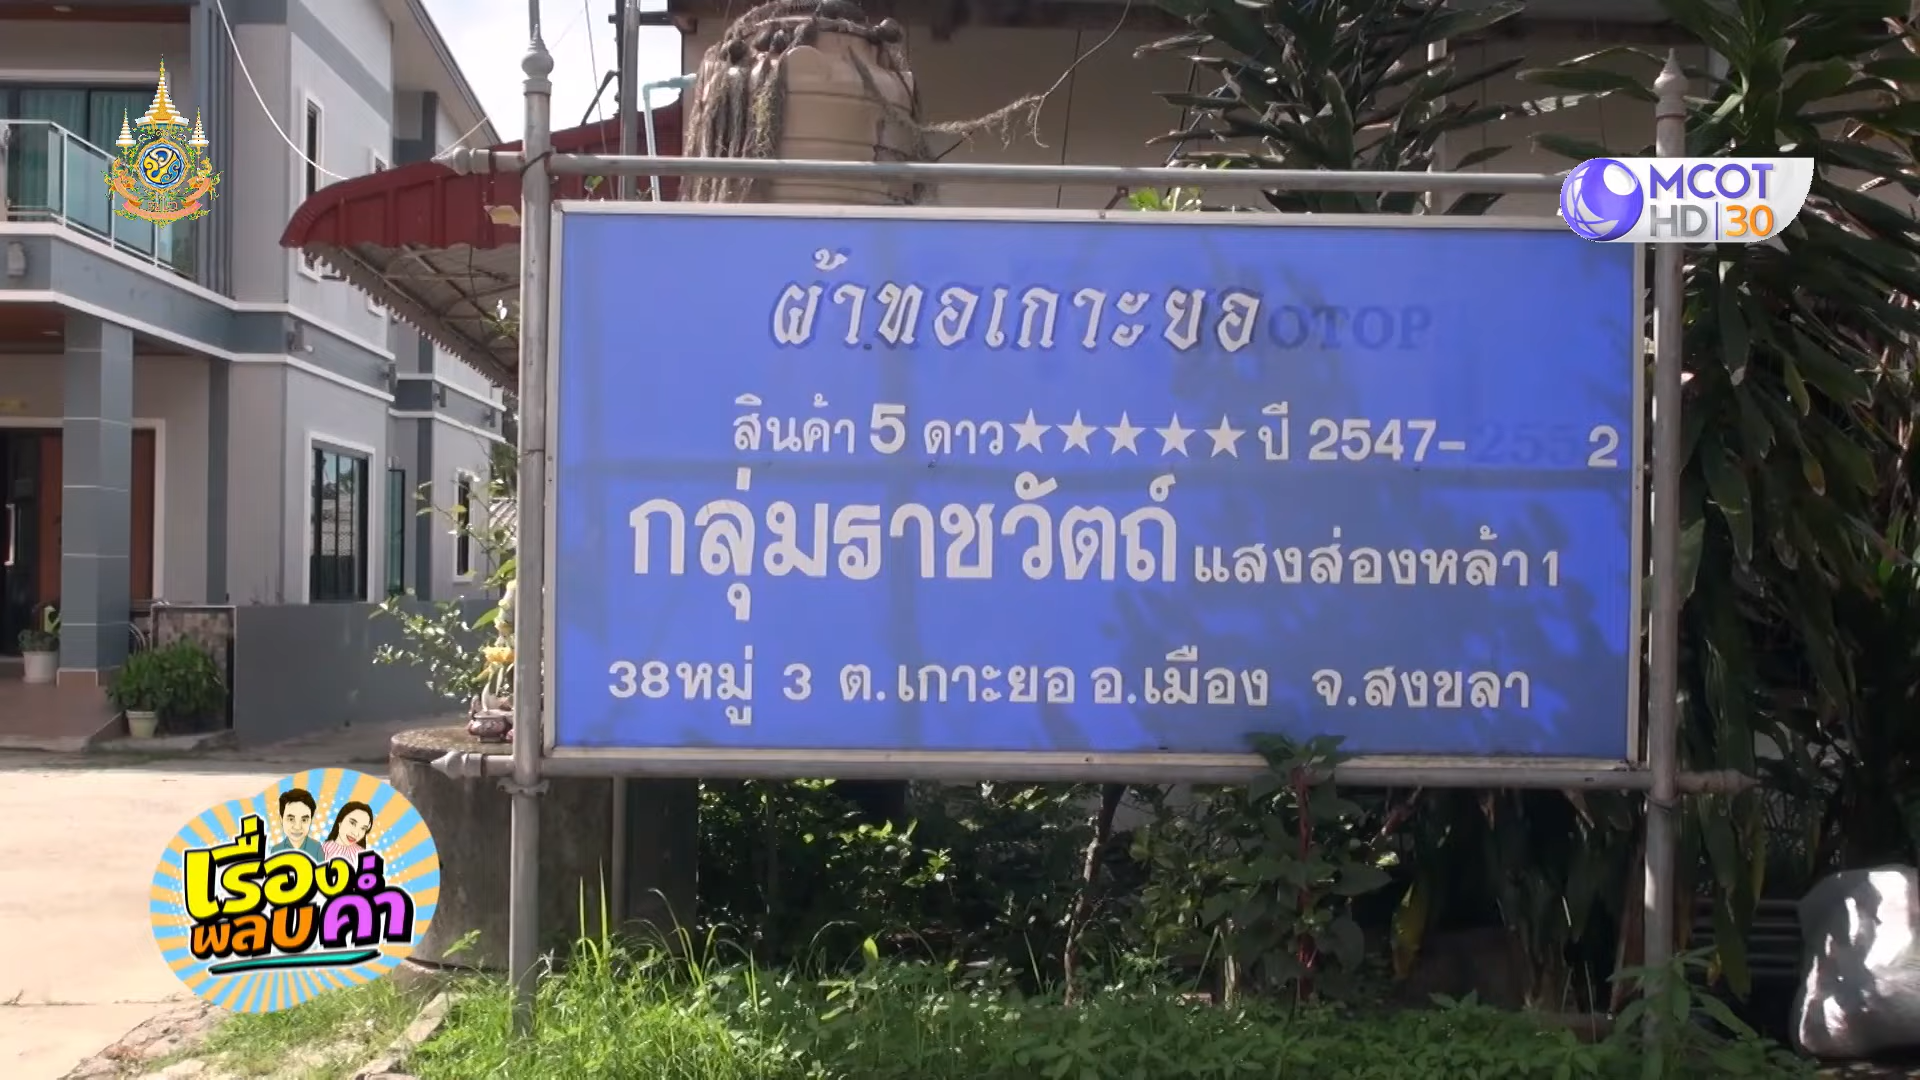 MCOT
HD 30
ผ้าทอเกาะยอ OTOP
สินค้า 5 ดาว ★★★★★ ปี 2547-2552
กลุ่มราชวัตถ์ แสงส่องหล้า 1
38 หมู่ 3 ต.เกาะยอ อ.เมือง จ.สงขลา
เรื่อง
พลบค่ำ